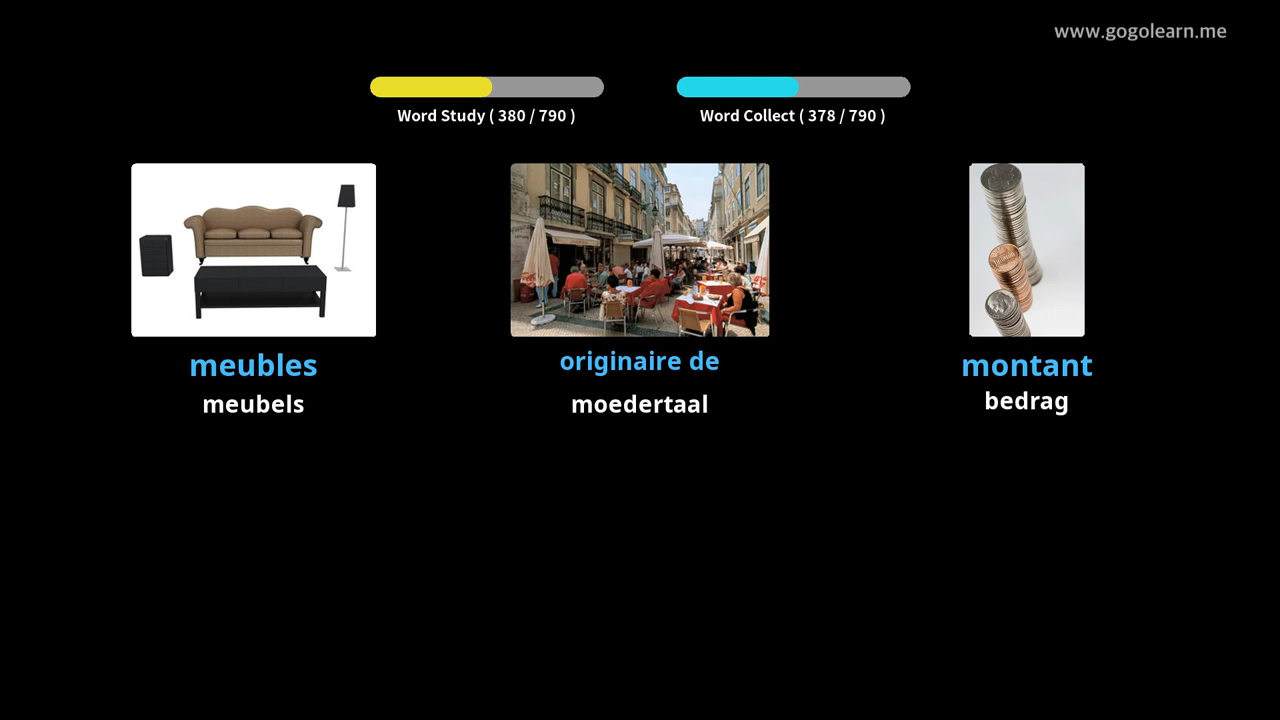 www.gogolearn.me
Word Study ( 380 / 790 )
Word Collect ( 378 / 790 )
meubles
meubels
originaire de
moedertaal
montant
bedrag